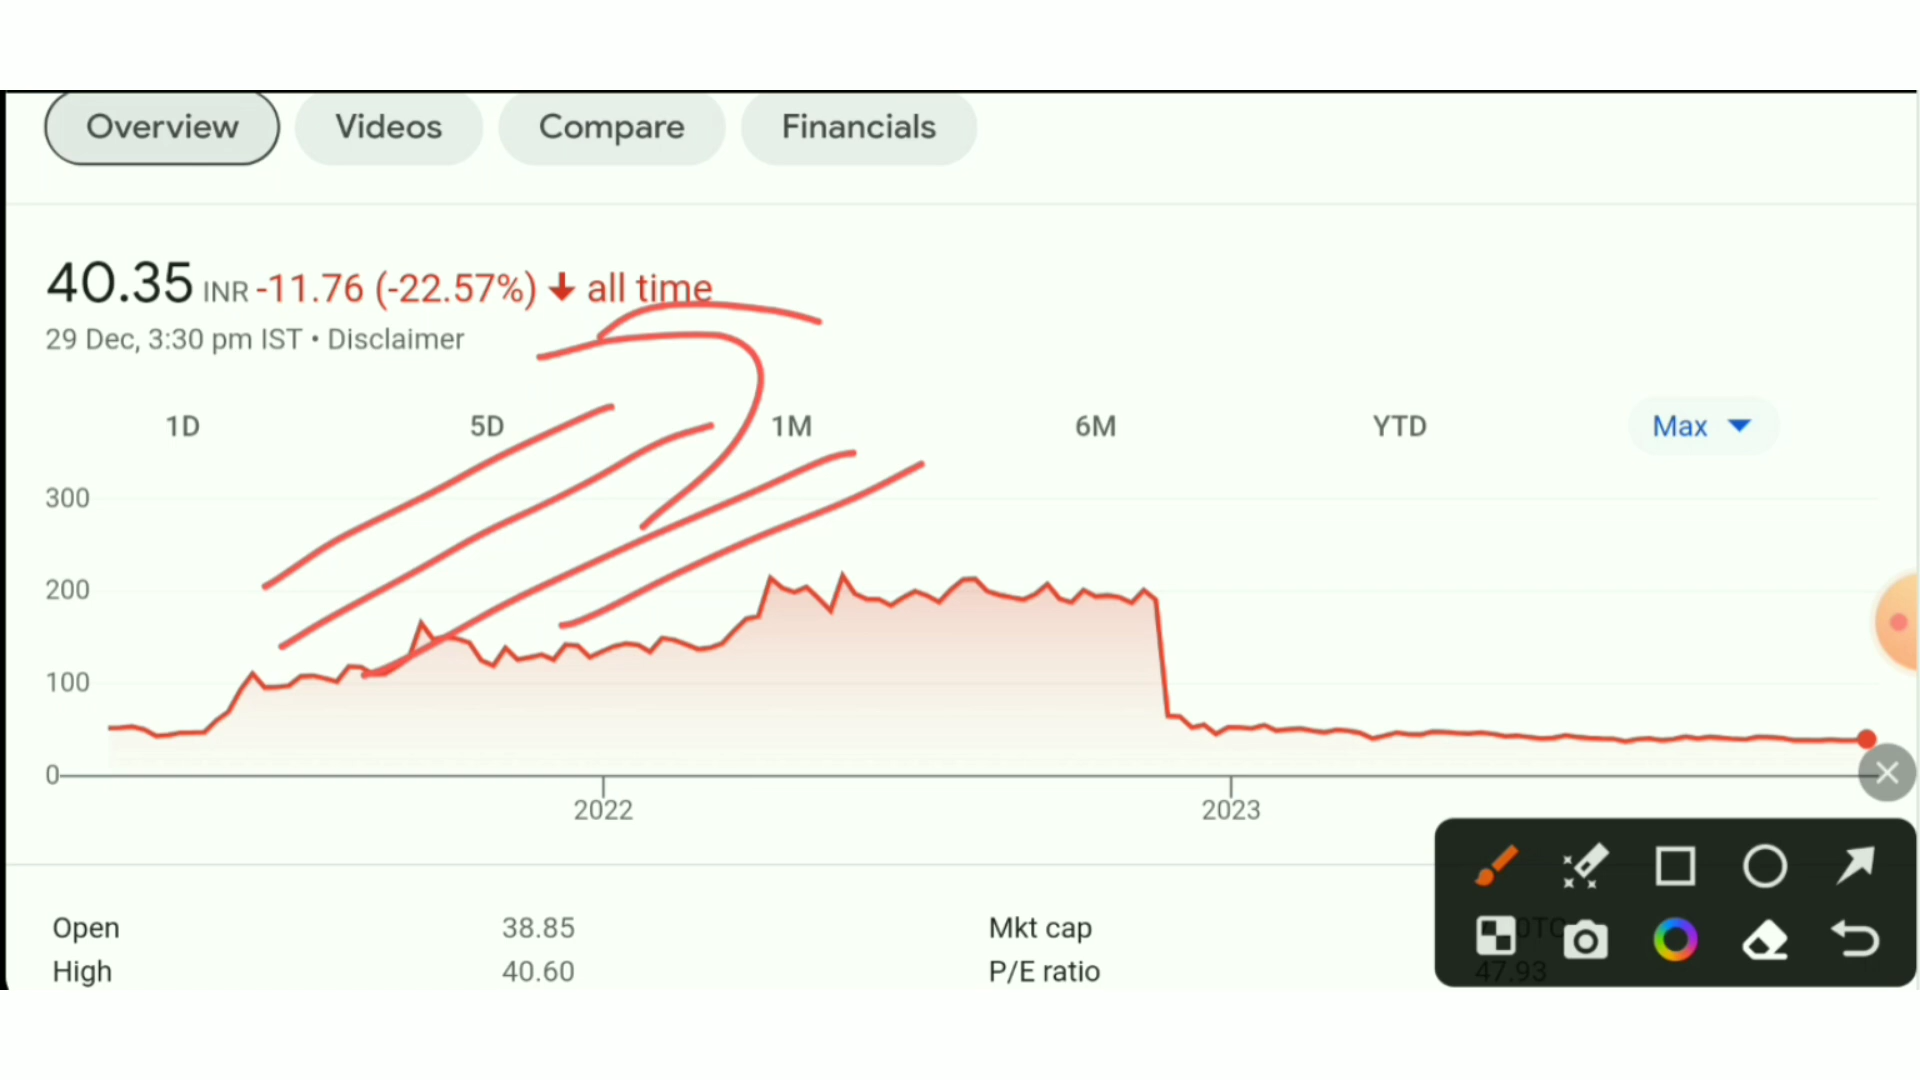 Overview Videos Compare Financials
40.35 INR -11.76 (-22.57%) all time
29 Dec, 3:30 pm IST • Disclaimer
1D 5D 1M 6M YTD Max
300
200
100
0
2022 2023
Open 38.85 Mkt cap
High 40.60 P/E ratio 47.93